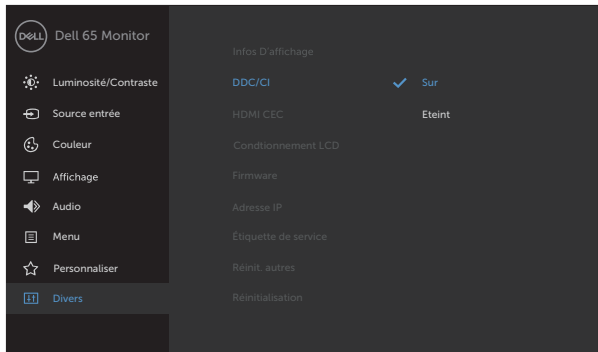 DELL
Dell 65 Monitor
Luminosité/Contraste
Source entrée
Couleur
Affichage
Audio
Menu
Personnaliser
Divers
Infos D'affichage
DDC/CI
Sur
HDMI CEC
Eteint
Condtionnement LCD
Firmware
Adresse IP
Étiquette de service
Réinit. autres
Réinitialisation